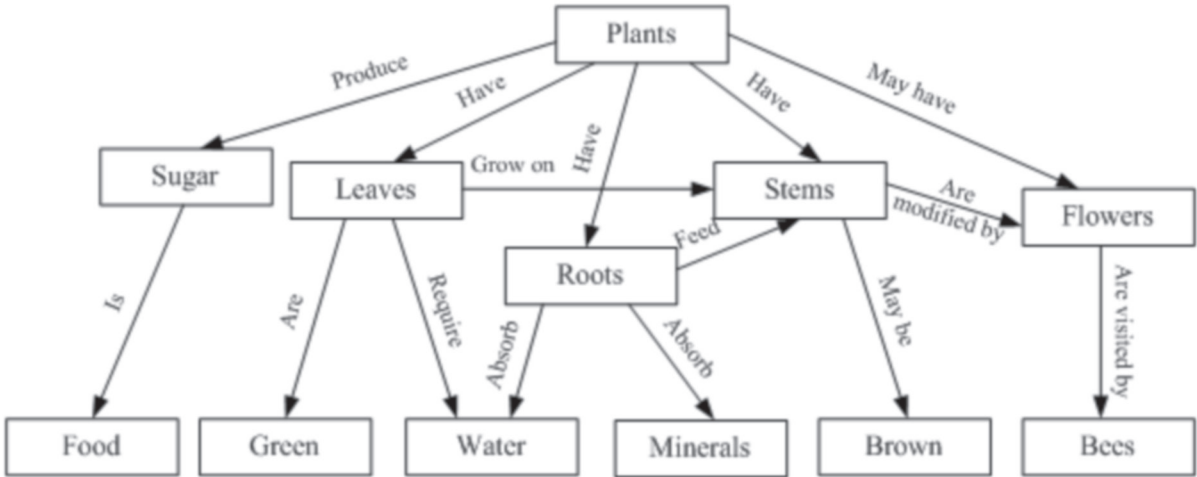 Plants
Produce
Have
Have
Have
May have
Sugar
Leaves
Grow on
Stems
Are
modified by
Flowers
Roots
Feed
Is
Are
Require
Absorb
Absorb
May be
Are visited by
Food
Green
Water
Minerals
Brown
Bees